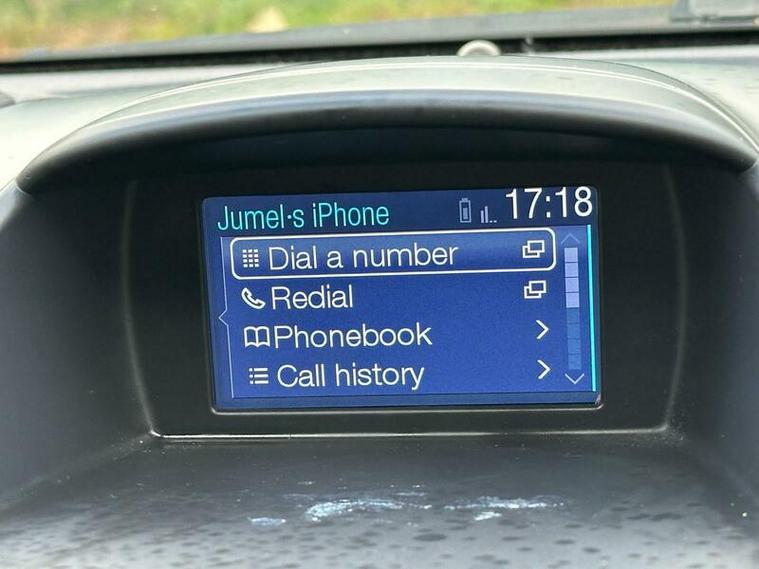 Jumel·s iPhone 17:18
Dial a number
Redial
Phonebook
Call history